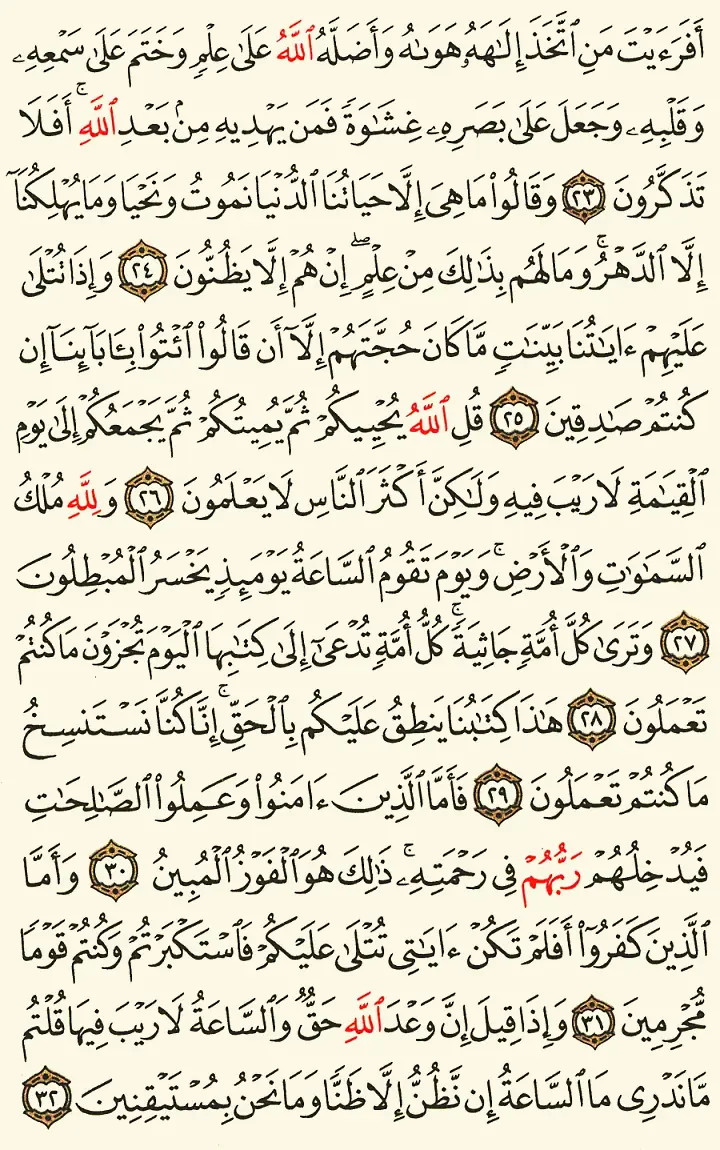 أَفَرَءَيْتَ مَنِ ٱتَّخَذَ إِلَـٰهَهُۥ هَوَىٰهُ وَأَضَلَّهُ ٱللَّهُ عَلَىٰ عِلْمٍ وَخَتَمَ عَلَىٰ سَمْعِهِۦ
وَقَلْبِهِۦ وَجَعَلَ عَلَىٰ بَصَرِهِۦ غِشَـٰوَةً فَمَن يَهْدِيهِ مِنۢ بَعْدِ ٱللَّهِ ۚ أَفَلَا
تَذَكَّرُونَ ٢٣ وَقَالُوا۟ مَا هِىَ إِلَّا حَيَاتُنَا ٱلدُّنْيَا نَمُوتُ وَنَحْيَا وَمَا يُهْلِكُنَآ
إِلَّا ٱلدَّهْرُ ۚ وَمَا لَهُم بِذَٰلِكَ مِنْ عِلْمٍ ۖ إِنْ هُمْ إِلَّا يَظُنُّونَ ٢٤ وَإِذَا تُتْلَىٰ
عَلَيْهِمْ ءَايَـٰتُنَا بَيِّنَـٰتٍ مَّا كَانَ حُجَّتَهُمْ إِلَّآ أَن قَالُوا۟ ٱئْتُوا۟ بِـَٔابَآئِنَآ إِن
كُنتُمْ صَـٰدِقِينَ ٢٥ قُلِ ٱللَّهُ يُحْيِيكُمْ ثُمَّ يُمِيتُكُمْ ثُمَّ يَجْمَعُكُمْ إِلَىٰ يَوْمِ
ٱلْقِيَـٰمَةِ لَا رَيْبَ فِيهِ وَلَـٰكِنَّ أَكْثَرَ ٱلنَّاسِ لَا يَعْلَمُونَ ٢٦ وَلِلَّهِ مُلْكُ
ٱلسَّمَـٰوَٰتِ وَٱلْأَرْضِ ۚ وَيَوْمَ تَقُومُ ٱلسَّاعَةُ يَوْمَئِذٍ يَخْسَرُ ٱلْمُبْطِلُونَ
٢٧ وَتَرَىٰ كُلَّ أُمَّةٍ جَاثِيَةً ۚ كُلُّ أُمَّةٍ تُدْعَىٰٓ إِلَىٰ كِتَـٰبِهَا ٱلْيَوْمَ تُجْزَوْنَ مَا كُنتُمْ
تَعْمَلُونَ ٢٨ هَـٰذَا كِتَـٰبُنَا يَنطِقُ عَلَيْكُم بِٱلْحَقِّ ۚ إِنَّا كُنَّا نَسْتَنسِخُ
مَا كُنتُمْ تَعْمَلُونَ ٢٩ فَأَمَّا ٱلَّذِينَ ءَامَنُوا۟ وَعَمِلُوا۟ ٱلصَّـٰلِحَـٰتِ
فَيُدْخِلُهُمْ رَبُّهُمْ فِى رَحْمَتِهِۦ ۚ ذَٰلِكَ هُوَ ٱلْفَوْزُ ٱلْمُبِينُ ٣٠ وَأَمَّا
ٱلَّذِينَ كَفَرُوٓا۟ أَفَلَمْ تَكُنْ ءَايَـٰتِى تُتْلَىٰ عَلَيْكُمْ فَٱسْتَكْبَرْتُمْ وَكُنتُمْ قَوْمًا
مُّجْرِمِينَ ٣١ وَإِذَا قِيلَ إِنَّ وَعْدَ ٱللَّهِ حَقٌّ وَٱلسَّاعَةُ لَا رَيْبَ فِيهَا قُلْتُم
مَّا نَدْرِى مَا ٱلسَّاعَةُ إِن نَّظُنُّ إِلَّا ظَنًّا وَمَا نَحْنُ بِمُسْتَيْقِنِينَ ٣٢